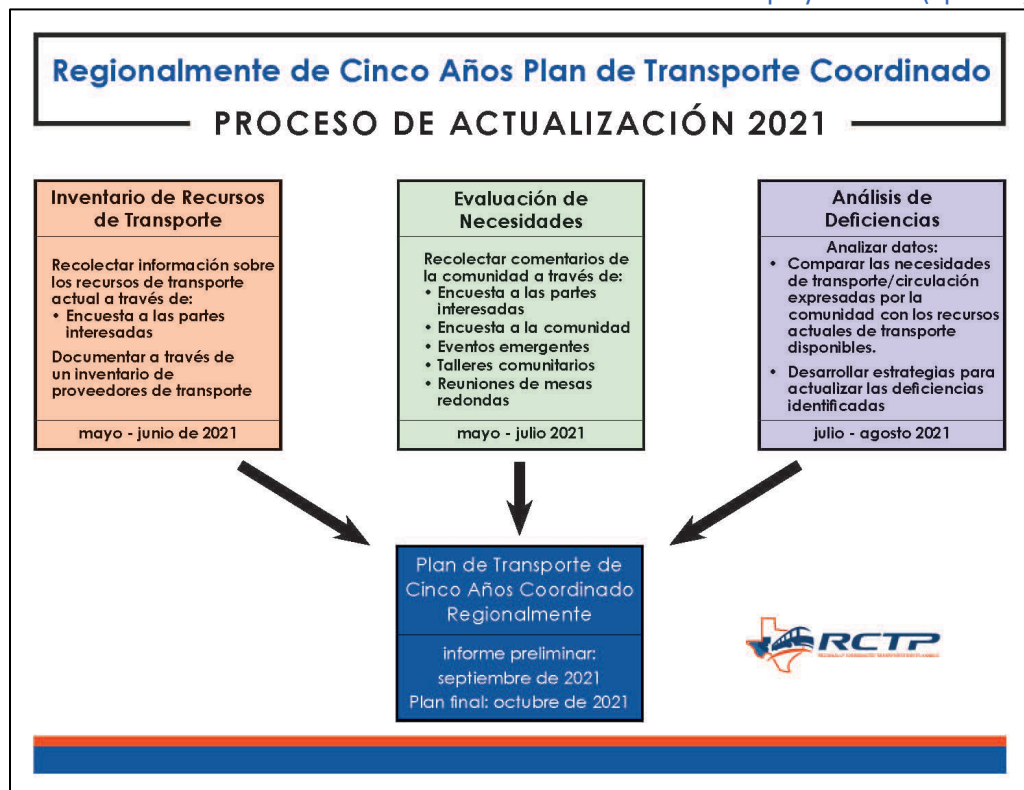 Regionalmente de Cinco Años Plan de Transporte Coordinado
PROCESO DE ACTUALIZACIÓN 2021
Inventario de Recursos
de Transporte
Recolectar información sobre
los recursos de transporte
actual a través de:
• Encuesta a las partes
interesadas
Documentar a través de
un inventario de
proveedores de transporte
mayo - junio de 2021
Evaluación de
Necesidades
Recolectar comentarios de
la comunidad a través de:
• Encuesta a las partes
interesadas
• Encuesta a la comunidad
• Eventos emergentes
• Talleres comunitarios
• Reuniones de mesas
redondas
mayo - julio 2021
Análisis de
Deficiencias
Analizar datos:
• Comparar las necesidades
de transporte/circulación
expresadas por la
comunidad con los recursos
actuales de transporte
disponibles.
• Desarrollar estrategias para
actualizar las deficiencias
identificadas
julio - agosto 2021
Plan de Transporte de
Cinco Años Coordinado
Regionalmente
informe preliminar:
septiembre de 2021
Plan final: octubre de 2021
RCTP